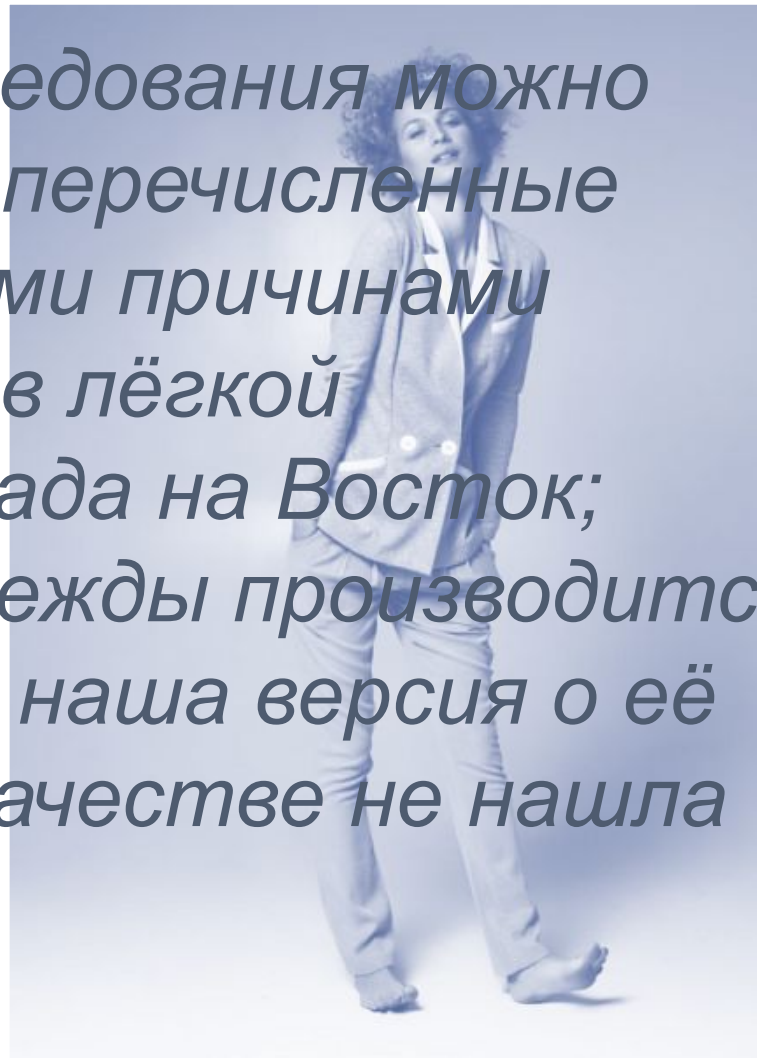 едования можно
перечисленные
ми причинами
в лёгкой
ада на Восток;
ежды производитс
наша версия о её
ачестве не нашла